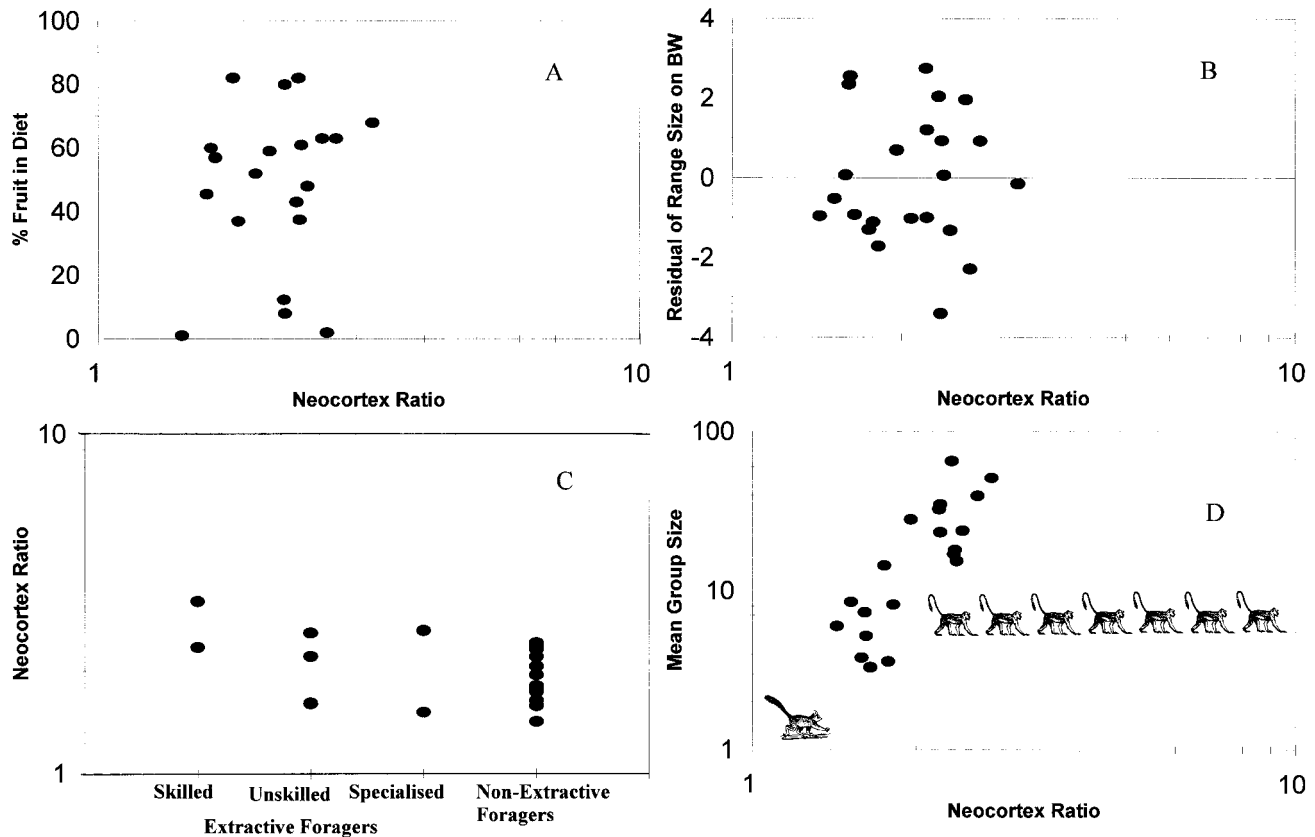 100
80
60
40
20
0
% Fruit in Diet
A
1
10
Neocortex Ratio
4
2
0
-2
-4
Residual of Range Size on BW
B
1
10
Neocortex Ratio
10
1
Neocortex Ratio
C
Skilled
Unskilled
Specialised
Non-Extractive
Foragers
Extractive Foragers
100
10
1
Mean Group Size
D
1
10
Neocortex Ratio